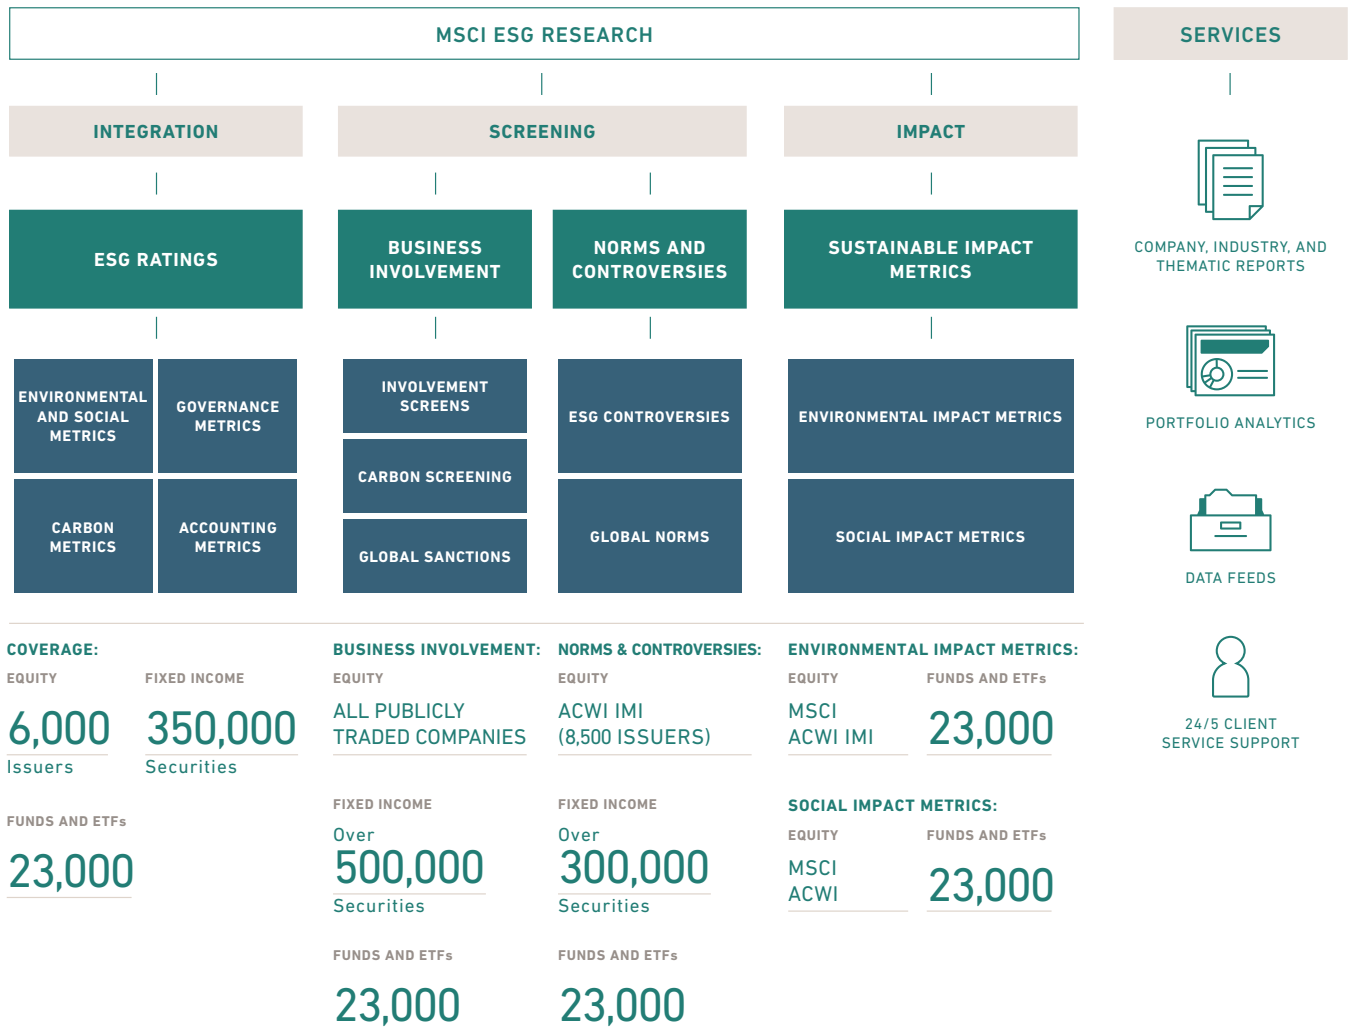 MSCI ESG RESEARCH
SERVICES
INTEGRATION
SCREENING
IMPACT
ESG RATINGS
BUSINESS
INVOLVEMENT
NORMS AND
CONTROVERSIES
SUSTAINABLE IMPACT
METRICS
ENVIRONMENTAL
AND SOCIAL
METRICS
GOVERNANCE
METRICS
CARBON
METRICS
ACCOUNTING
METRICS
INVOLVEMENT
SCREENS
CARBON SCREENING
GLOBAL SANCTIONS
ESG CONTROVERSIES
GLOBAL NORMS
ENVIRONMENTAL IMPACT METRICS
SOCIAL IMPACT METRICS
COMPANY, INDUSTRY, AND
THEMATIC REPORTS
PORTFOLIO ANALYTICS
DATA FEEDS
24/5 CLIENT
SERVICE SUPPORT
COVERAGE:
EQUITY
6,000
Issuers
FIXED INCOME
350,000
Securities
FUNDS AND ETFs
23,000
BUSINESS INVOLVEMENT:
EQUITY
ALL PUBLICLY
TRADED COMPANIES
FIXED INCOME
Over
500,000
Securities
FUNDS AND ETFs
23,000
NORMS & CONTROVERSIES:
EQUITY
ACWI IMI
(8,500 ISSUERS)
FIXED INCOME
Over
300,000
Securities
FUNDS AND ETFs
23,000
ENVIRONMENTAL IMPACT METRICS:
EQUITY
MSCI
ACWI IMI
FUNDS AND ETFs
23,000
SOCIAL IMPACT METRICS:
EQUITY
MSCI
ACWI
FUNDS AND ETFs
23,000